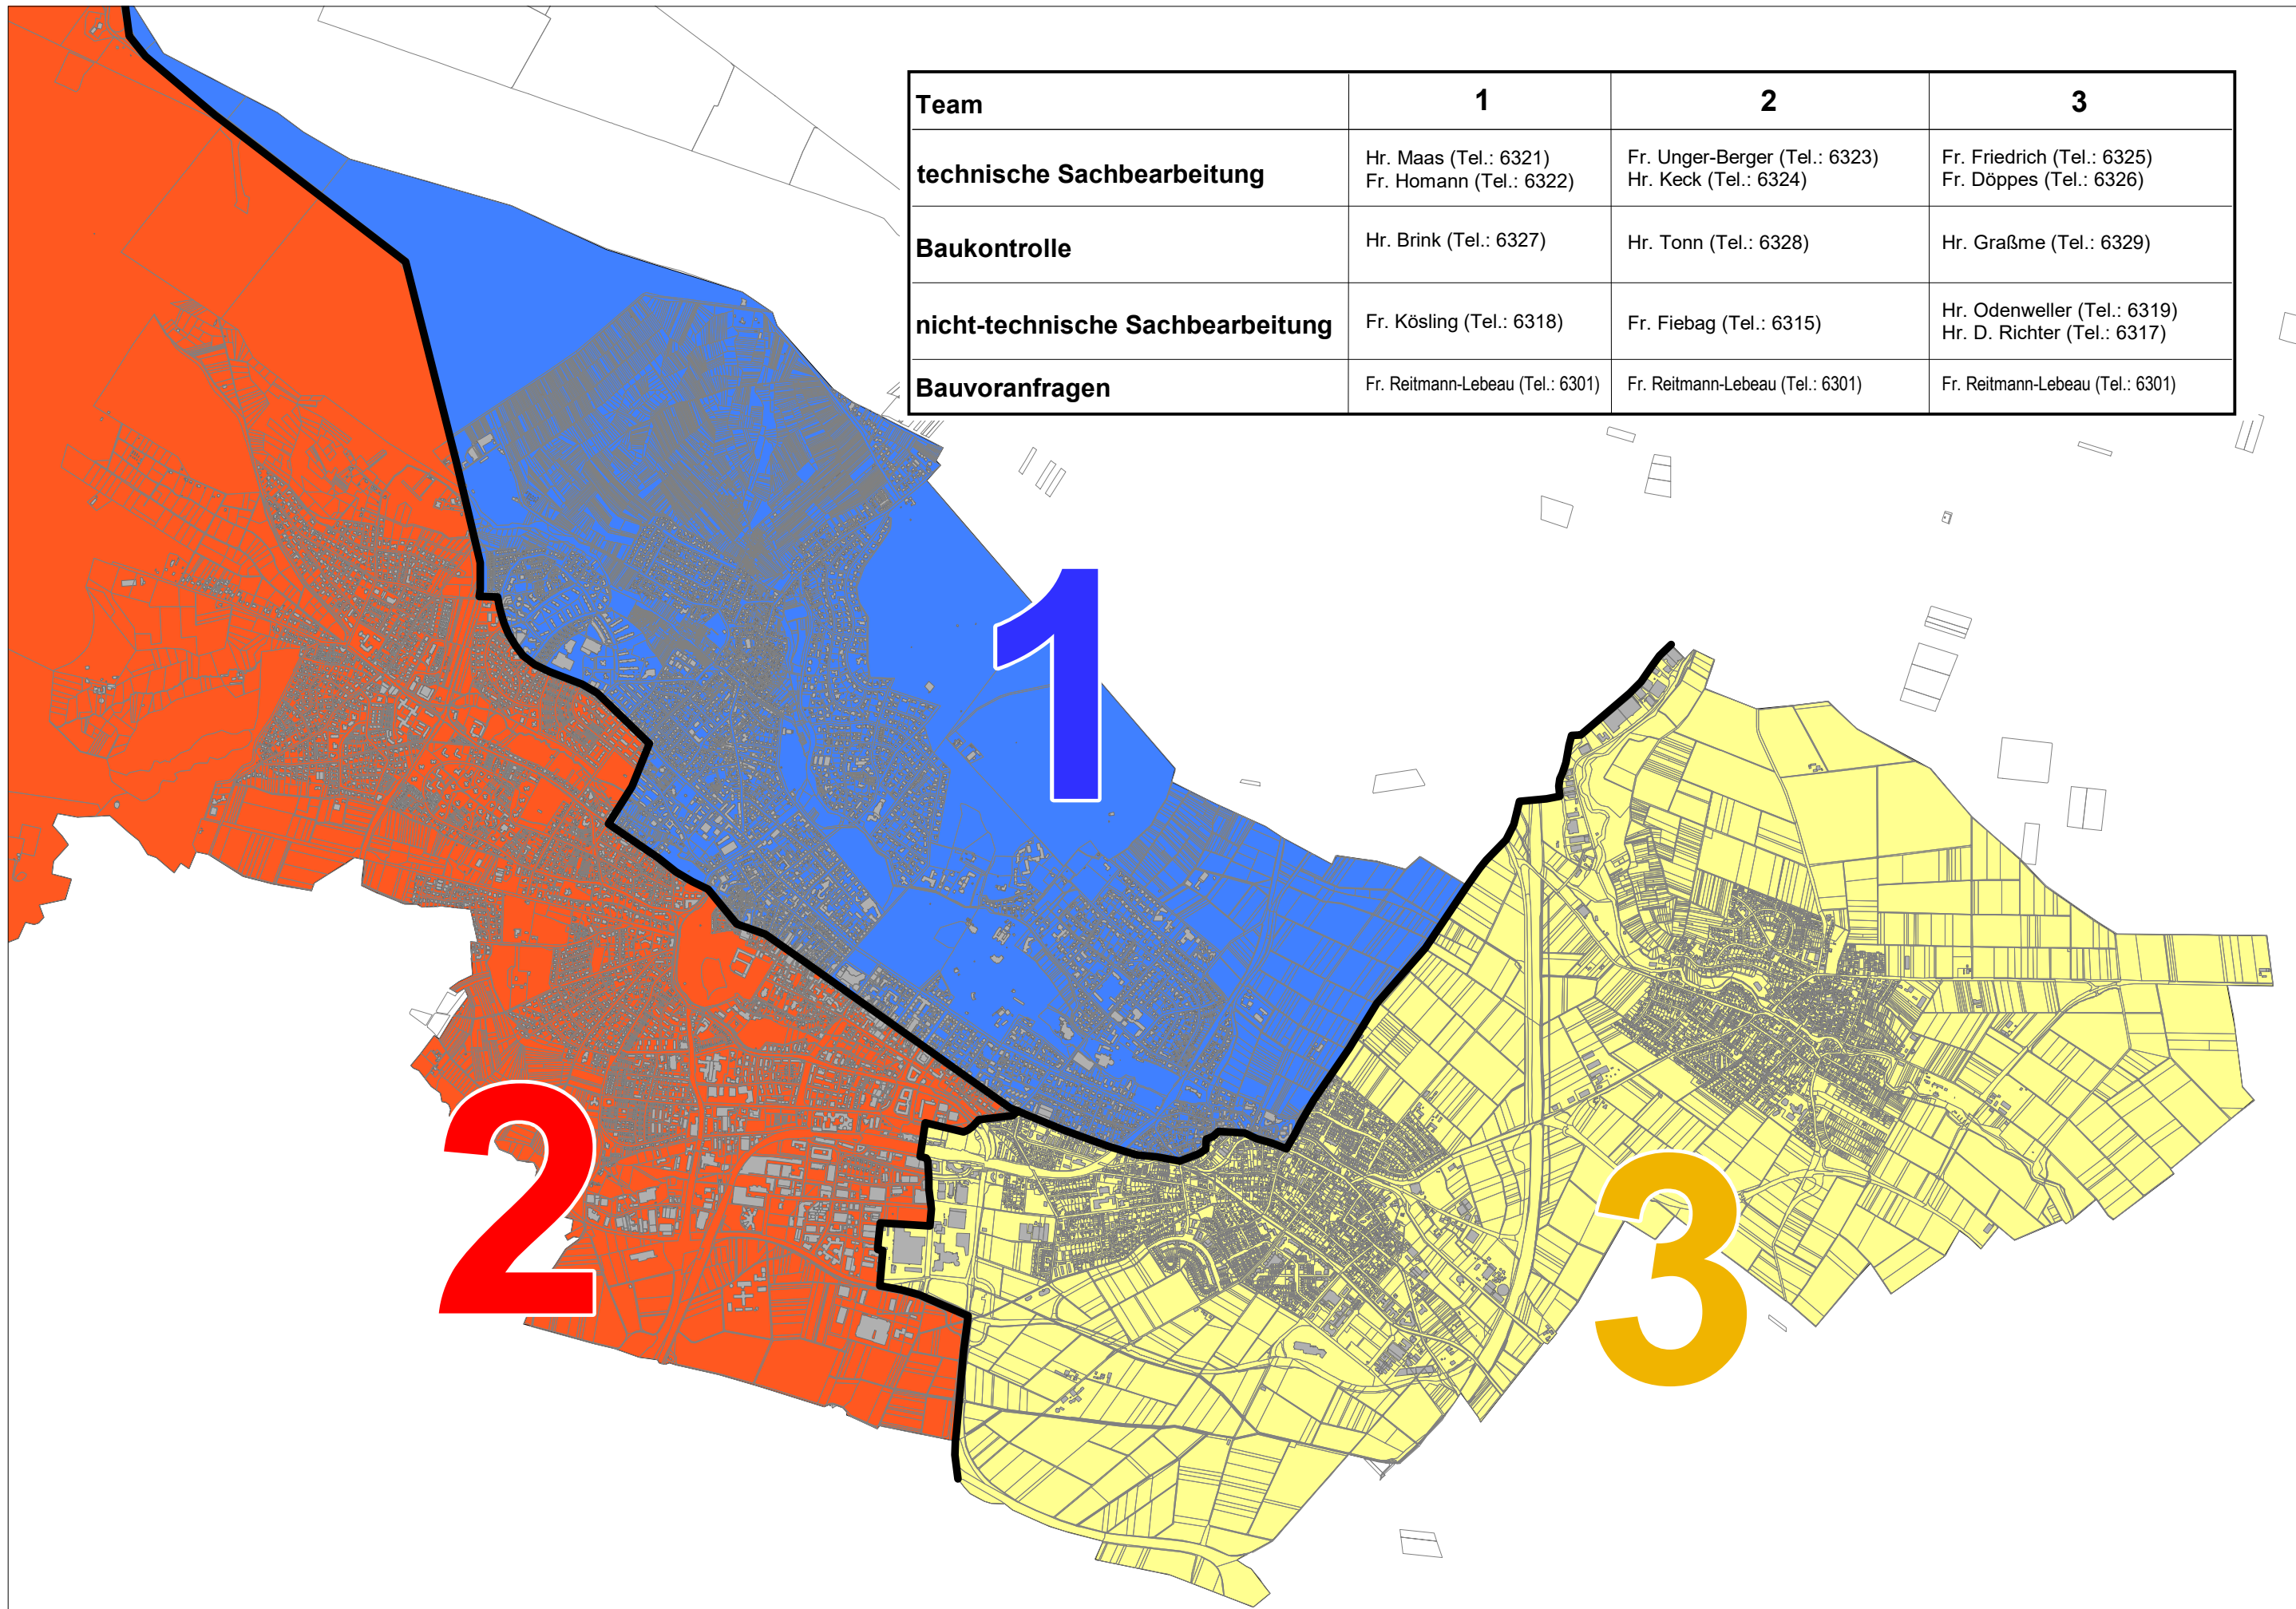 Team 1 2 3
technische Sachbearbeitung
Hr. Maas (Tel.: 6321)
Fr. Homann (Tel.: 6322)
Fr. Unger-Berger (Tel.: 6323)
Hr. Keck (Tel.: 6324)
Fr. Friedrich (Tel.: 6325)
Fr. Döppes (Tel.: 6326)
Baukontrolle
Hr. Brink (Tel.: 6327)
Hr. Tonn (Tel.: 6328)
Hr. Graßme (Tel.: 6329)
nicht-technische Sachbearbeitung
Fr. Kösling (Tel.: 6318)
Fr. Fiebag (Tel.: 6315)
Hr. Odenweller (Tel.: 6319)
Hr. D. Richter (Tel.: 6317)
Bauvoranfragen
Fr. Reitmann-Lebeau (Tel.: 6301)
Fr. Reitmann-Lebeau (Tel.: 6301)
Fr. Reitmann-Lebeau (Tel.: 6301)
1
2
3